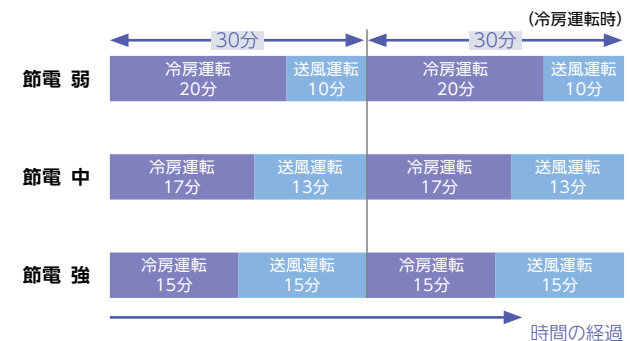 (冷房運転時)
30分 30分
節電 弱
冷房運転 送風運転 冷房運転 送風運転
20分 10分 20分 10分
節電 中
冷房運転 送風運転 冷房運転 送風運転
17分 13分 17分 13分
節電 強
冷房運転 送風運転 冷房運転 送風運転
15分 15分 15分 15分
時間の経過